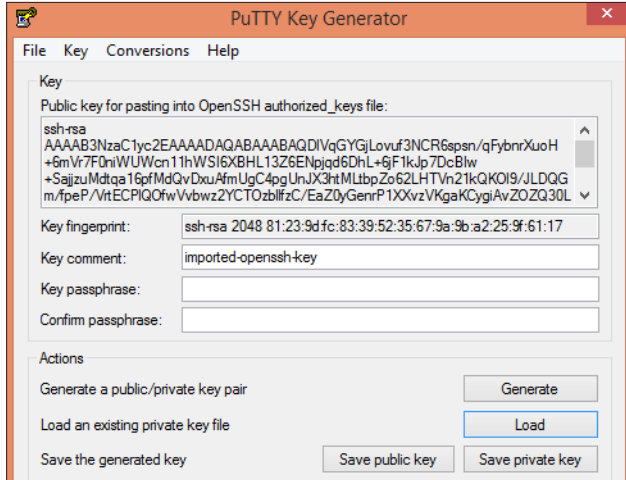 PuTTY Key Generator
File Key Conversions Help
Key
Public key for pasting into OpenSSH authorized_keys file:
ssh-rsa
AAAAB3NzaC1yc2EAAAADAQABAAABAQDIVqGYGjLovuf3NCR6spsn/qFybnrXuoH
+6mVr7F0niWUWcn11hWSI6XBHL13Z6ENpjqd6DhL+6jF1kJp7DcBIw
+SajjzuMdtqa16pfMdQvDxuAfmUgC4pgUnJX3htMLtbpZo62LHTVn21kQKOI9/JLDQG
m/fpeP/VrtECPIQOfwVvbwz2YCTOzblIfzC/EaZ0yGenrP1XXvzVKgaKCygiAvZOZQ30L
Key fingerprint: ssh-rsa 2048 81:23:9d:fc:83:39:52:35:67:9a:9b:a2:25:9f:61:17
Key comment: imported-openssh-key
Key passphrase:
Confirm passphrase:
Actions
Generate a public/private key pair Generate
Load an existing private key file Load
Save the generated key Save public key Save private key